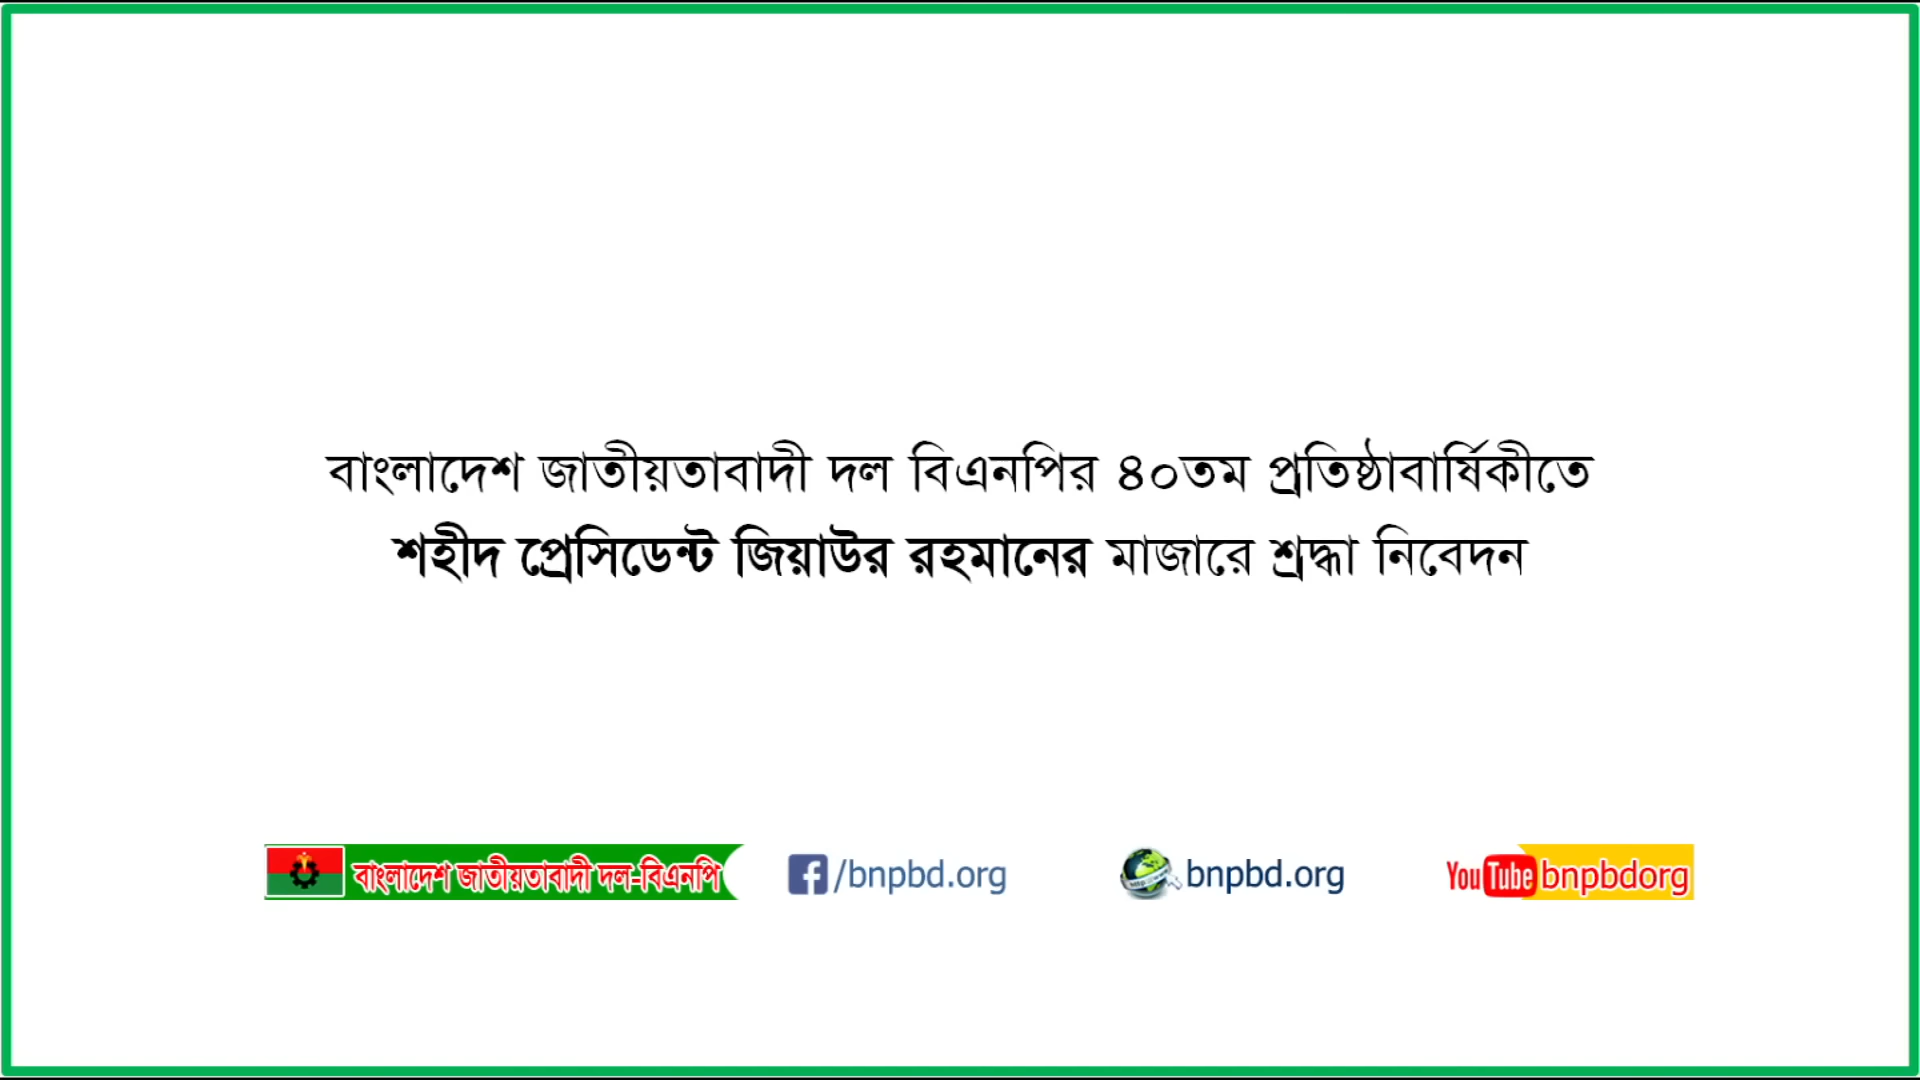 বাংলাদেশ জাতীয়তাবাদী দল বিএনপির ৪০তম প্রতিষ্ঠাবার্ষিকীতে
শহীদ প্রেসিডেন্ট জিয়াউর রহমানের মাজারে শ্রদ্ধা নিবেদন
বাংলাদেশ জাতীয়তাবাদী দল-বিএনপি /bnpbd.org bnpbd.org YouTube bnpbdorg